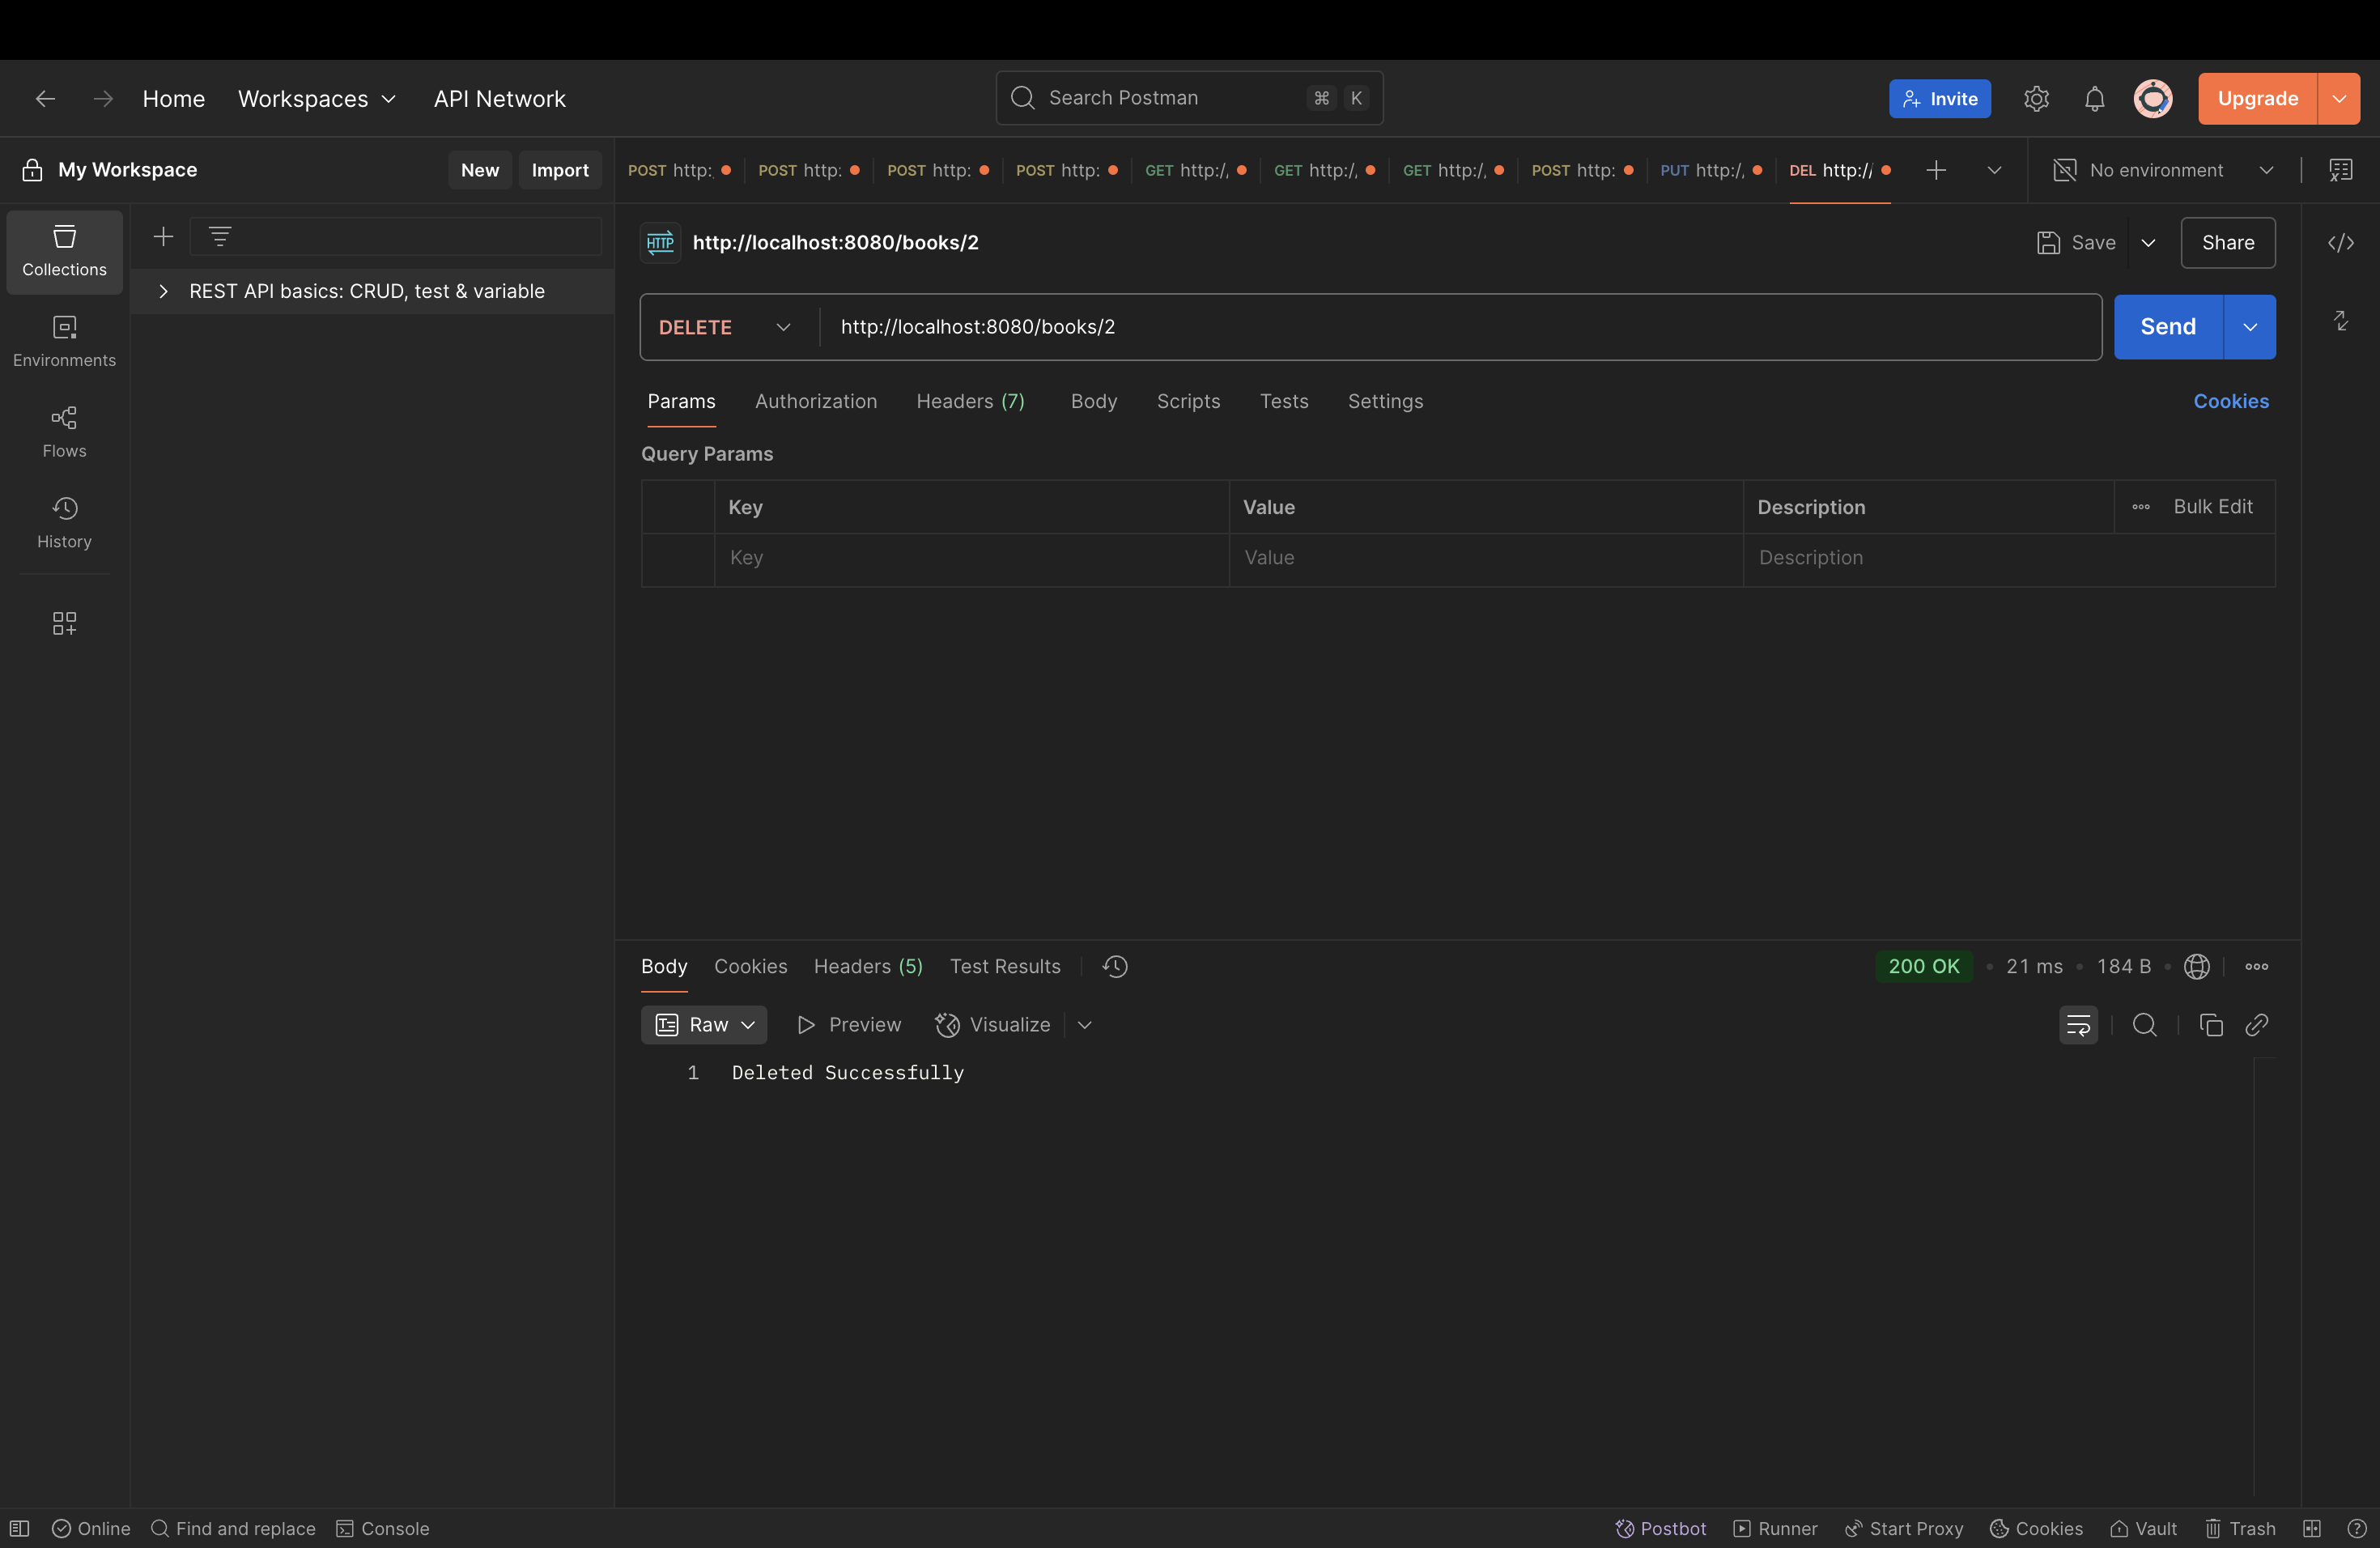 Home Workspaces API Network Search Postman ⌘ K Invite Upgrade
My Workspace New Import POST http: POST http: POST http: POST http: GET http:/, GET http:/, GET http:/, POST http: PUT http:/, DEL http:// No environment
Collections
Environments
Flows
History
REST API basics: CRUD, test & variable
HTTP http://localhost:8080/books/2 Save Share
DELETE http://localhost:8080/books/2 Send
Params Authorization Headers (7) Body Scripts Tests Settings Cookies
Query Params
Key Value Description Bulk Edit
Key Value Description
Body Cookies Headers (5) Test Results 200 OK • 21 ms • 184 B •
Raw Preview Visualize
1 Deleted Successfully
Online Find and replace Console Postbot Runner Start Proxy Cookies Vault Trash